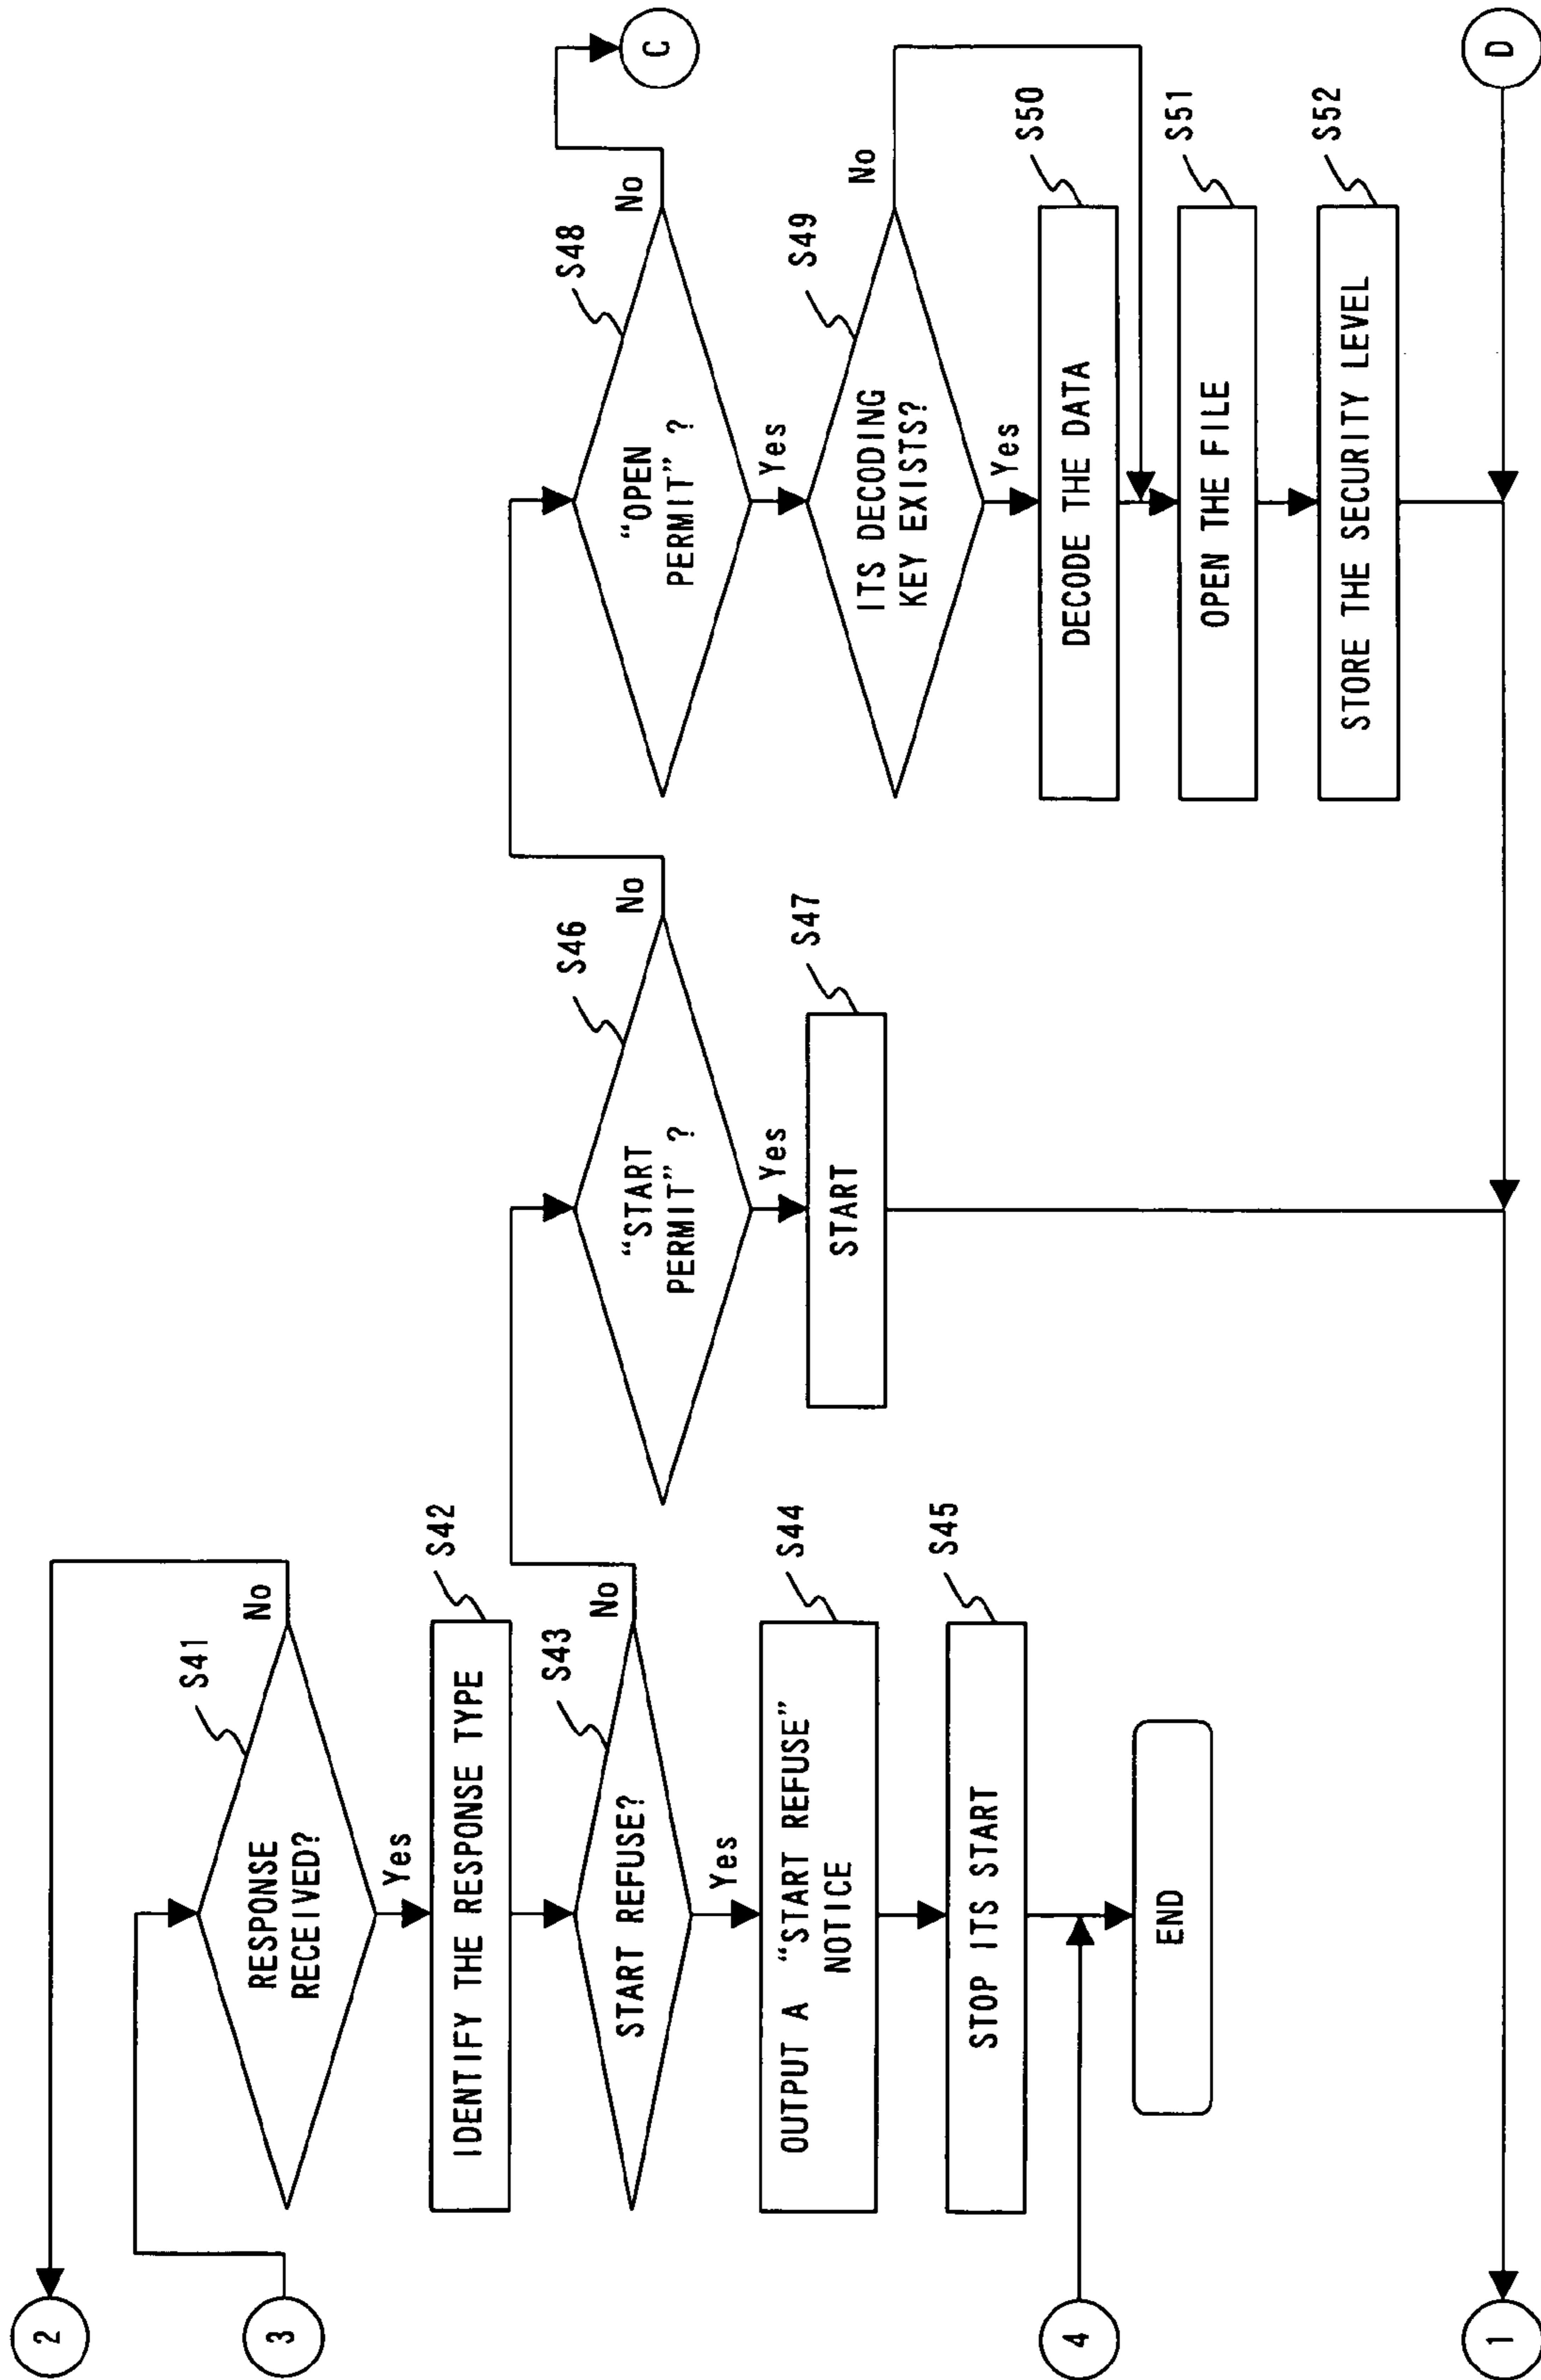 2
3
S41
RESPONSE
RECEIVED?
No
Yes
S42
IDENTIFY THE RESPONSE TYPE
S43
START REFUSE?
No
Yes
S44
OUTPUT A “START REFUSE”
NOTICE
S45
STOP ITS START
4
END
1
S46
“START
PERMIT” ?
No
Yes
S47
START
S48
“OPEN
PERMIT” ?
No
Yes
C
S49
ITS DECODING
KEY EXISTS?
No
Yes
S50
DECODE THE DATA
S51
OPEN THE FILE
S52
STORE THE SECURITY LEVEL
D